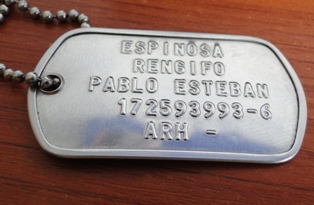 ESPINOSA
RENGIFO
PABLO ESTEBAN
172593993-6
ARH -